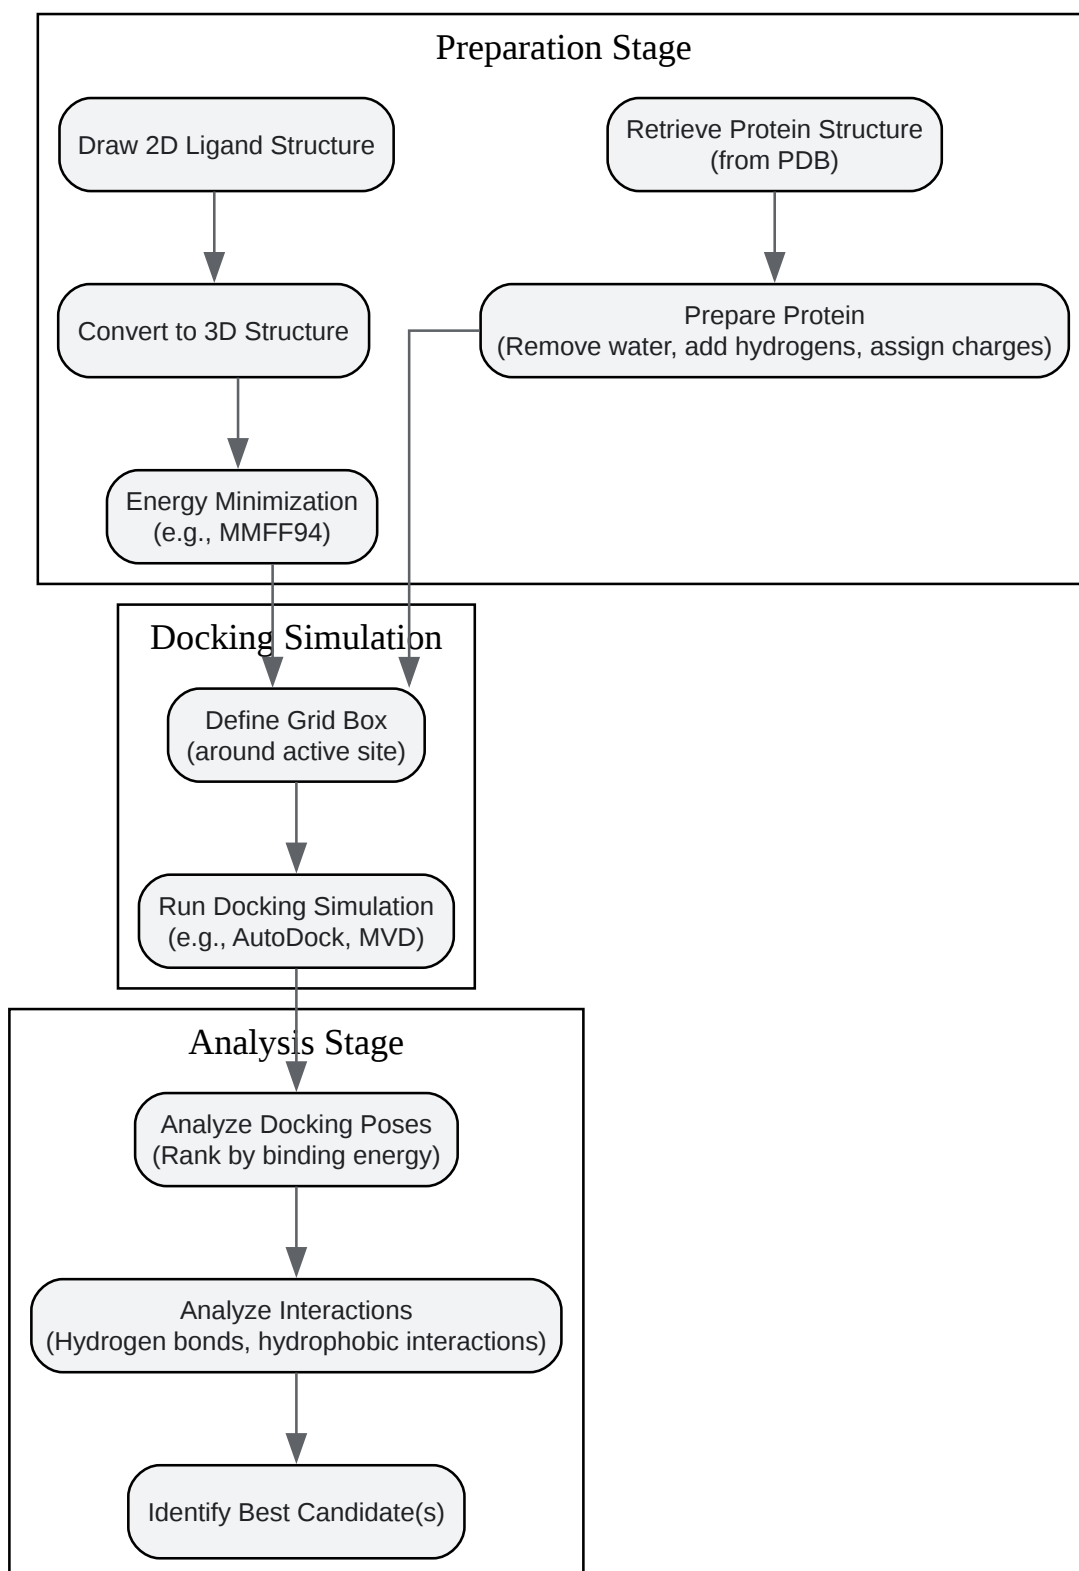 Preparation Stage
Draw 2D Ligand Structure
Retrieve Protein Structure
(from PDB)
Convert to 3D Structure
Prepare Protein
(Remove water, add hydrogens, assign charges)
Energy Minimization
(e.g., MMFF94)
Docking Simulation
Define Grid Box
(around active site)
Run Docking Simulation
(e.g., AutoDock, MVD)
Analysis Stage
Analyze Docking Poses
(Rank by binding energy)
Analyze Interactions
(Hydrogen bonds, hydrophobic interactions)
Identify Best Candidate(s)